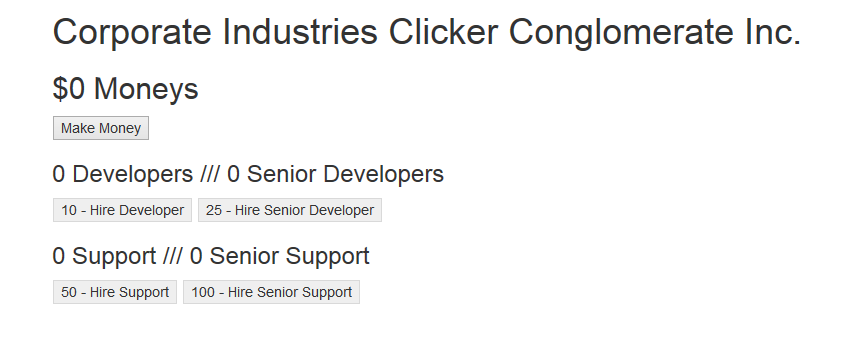 Corporate Industries Clicker Conglomerate Inc.
$0 Moneys
Make Money
0 Developers /// 0 Senior Developers
10 - Hire Developer 25 - Hire Senior Developer
0 Support /// 0 Senior Support
50 - Hire Support 100 - Hire Senior Support